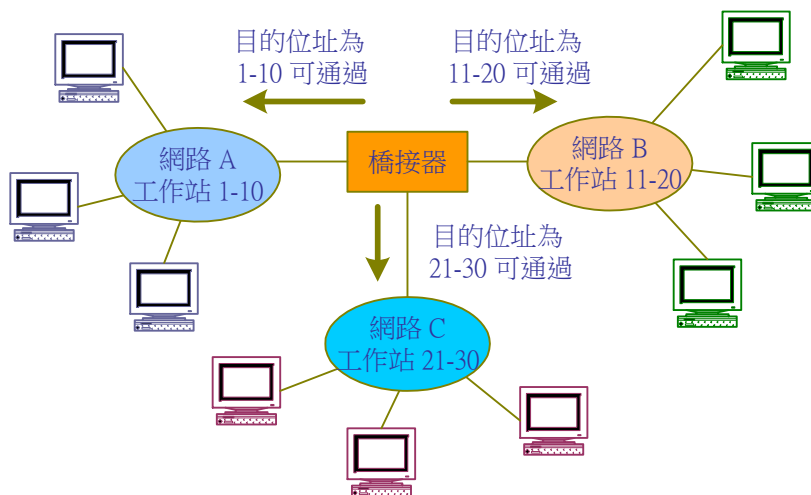 目的位址為
1-10 可通過
目的位址為
11-20 可通過
網路 A
工作站 1-10
橋接器
網路 B
工作站 11-20
目的位址為
21-30 可通過
網路 C
工作站 21-30